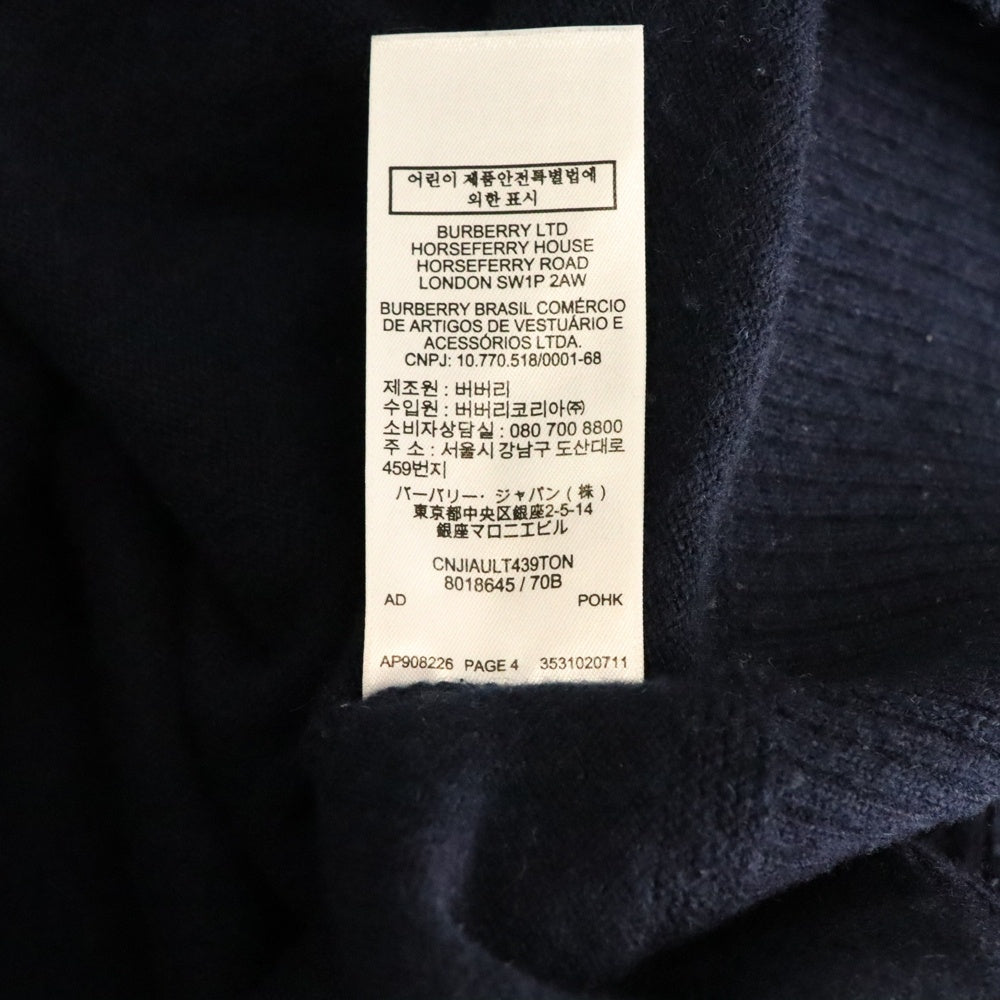 어린이 제품안전특별법에
의한 표시
BURBERRY LTD
HORSEFERRY HOUSE
HORSEFERRY ROAD
LONDON SW1P 2AW
BURBERRY BRASIL COMÉRCIO
DE ARTIGOS DE VESTUÁRIO E
ACESSÓRIOS LTDA.
CNPJ: 10.770.518/0001-68
제조원 : 버버리
수입원 : 버버리코리아㈜
소비자상담실 : 080 700 8800
주 소 : 서울시 강남구 도산대로
459번지
バーバリー・ジャパン ( 株 )
東京都中央区銀座2-5-14
銀座マロニエビル
CNJIAULT439TON
8018645 / 70B
AD POHK
AP908226 PAGE 4 3531020711